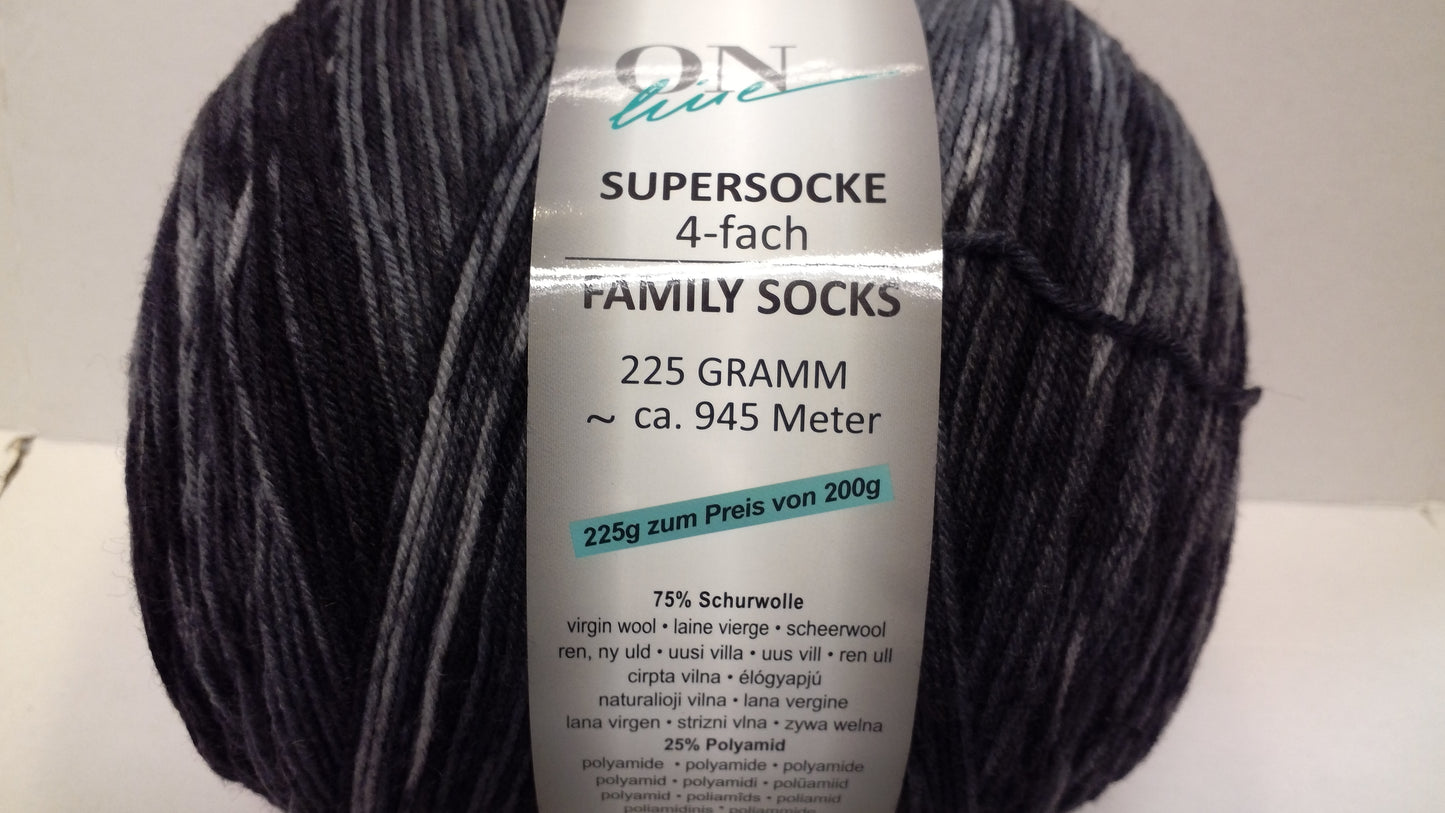 ON
line
SUPERSOCKE
4-fach
FAMILY SOCKS
225 GRAMM
~ ca. 945 Meter
225g zum Preis von 200g
75% Schurwolle
virgin wool • laine vierge • scheerwool
ren, ny uld • uusi villa • uus vill • ren ull
cirpta vilna • élógyapjú
naturalioji vilna • lana vergine
lana virgen • strizni vlna • zywa welna
25% Polyamid
polyamide • polyamide • polyamide
polyamid • polyamidi • polüamiid
polyamid • poliamīds • poliamid
poliamidinis • poliammide